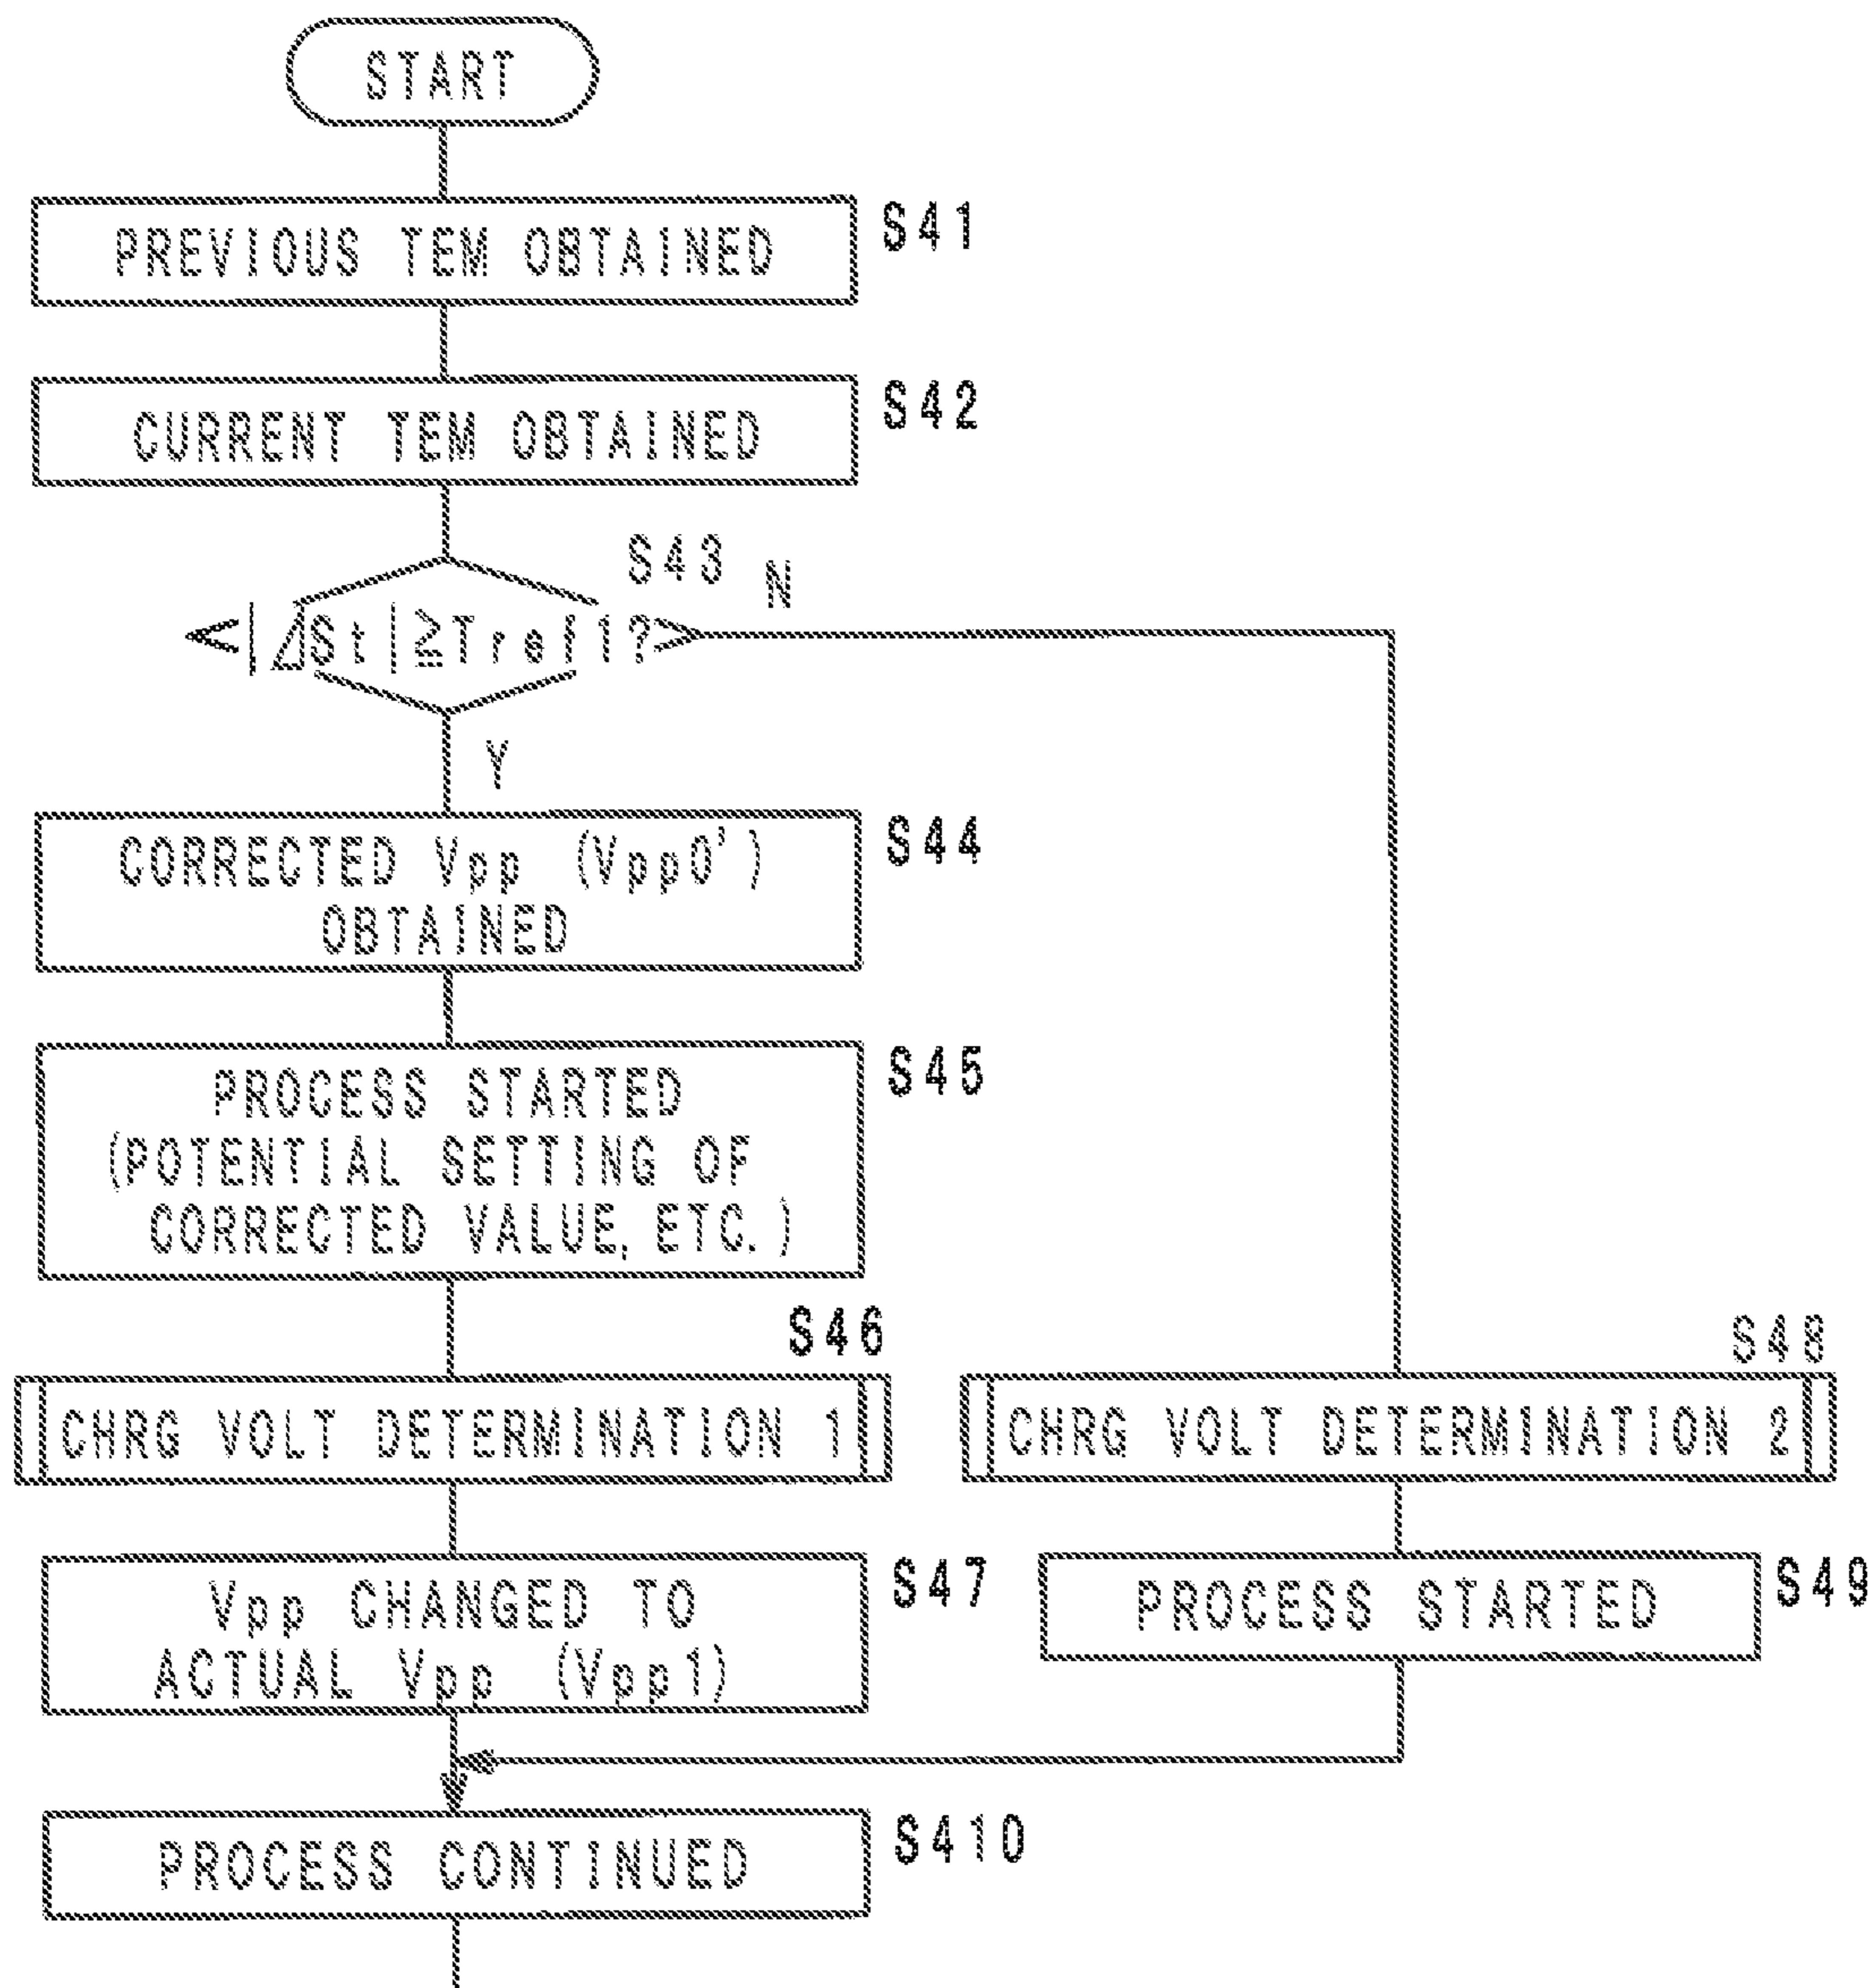 START
PREVIOUS TEM OBTAINED
S41
CURRENT TEM OBTAINED
S42
S43
N
|⊿St|≧Tref1?
Y
CORRECTED Vpp (Vpp0')
OBTAINED
S44
PROCESS STARTED
(POTENTIAL SETTING OF
CORRECTED VALUE, ETC.)
S45
S46
CHRG VOLT DETERMINATION 1
S48
CHRG VOLT DETERMINATION 2
Vpp CHANGED TO
ACTUAL Vpp (Vpp1)
S47
PROCESS STARTED
S49
PROCESS CONTINUED
S410